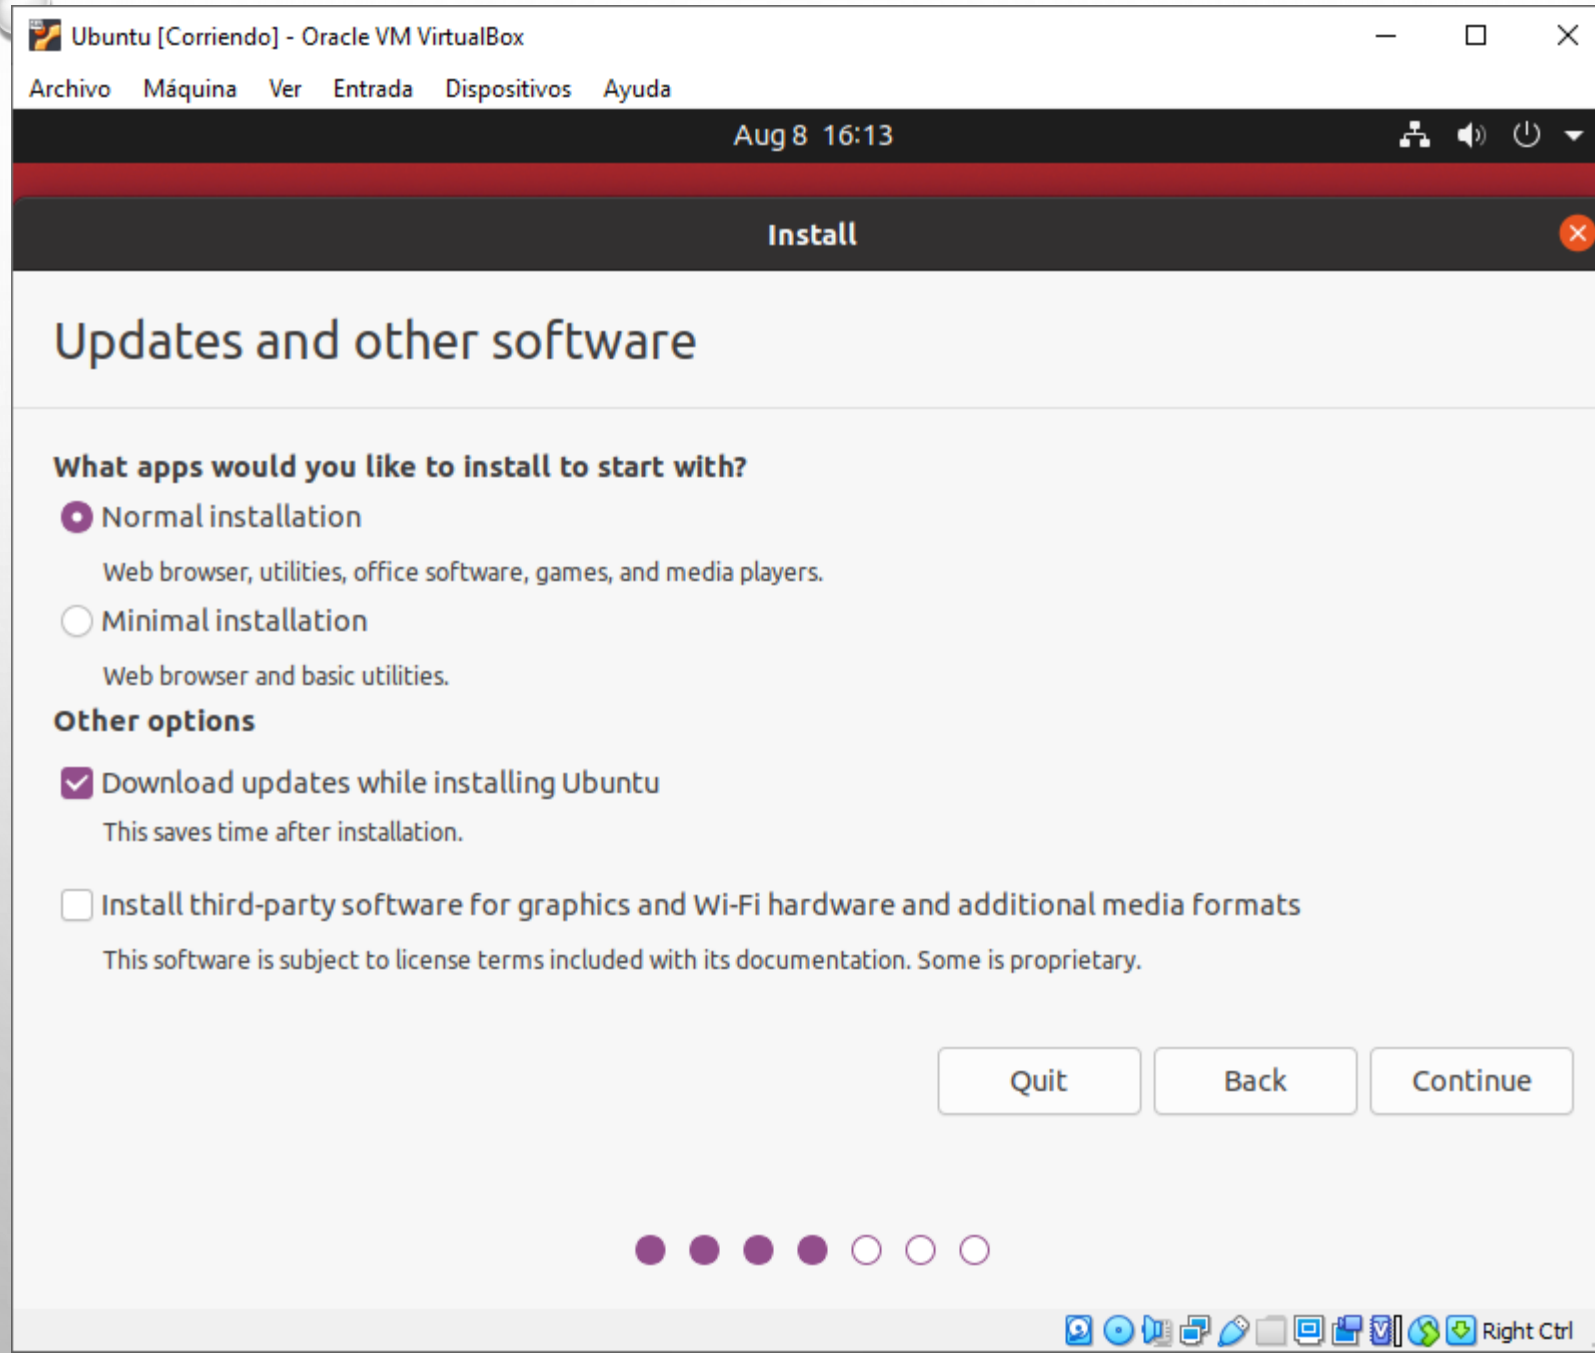 Ubuntu [Corriendo] - Oracle VM VirtualBox
Archivo Máquina Ver Entrada Dispositivos Ayuda
Aug 8 16:13
Install
Updates and other software
What apps would you like to install to start with?
Normal installation
Web browser, utilities, office software, games, and media players.
Minimal installation
Web browser and basic utilities.
Other options
Download updates while installing Ubuntu
This saves time after installation.
Install third-party software for graphics and Wi-Fi hardware and additional media formats
This software is subject to license terms included with its documentation. Some is proprietary.
Quit Back Continue
Right Ctrl